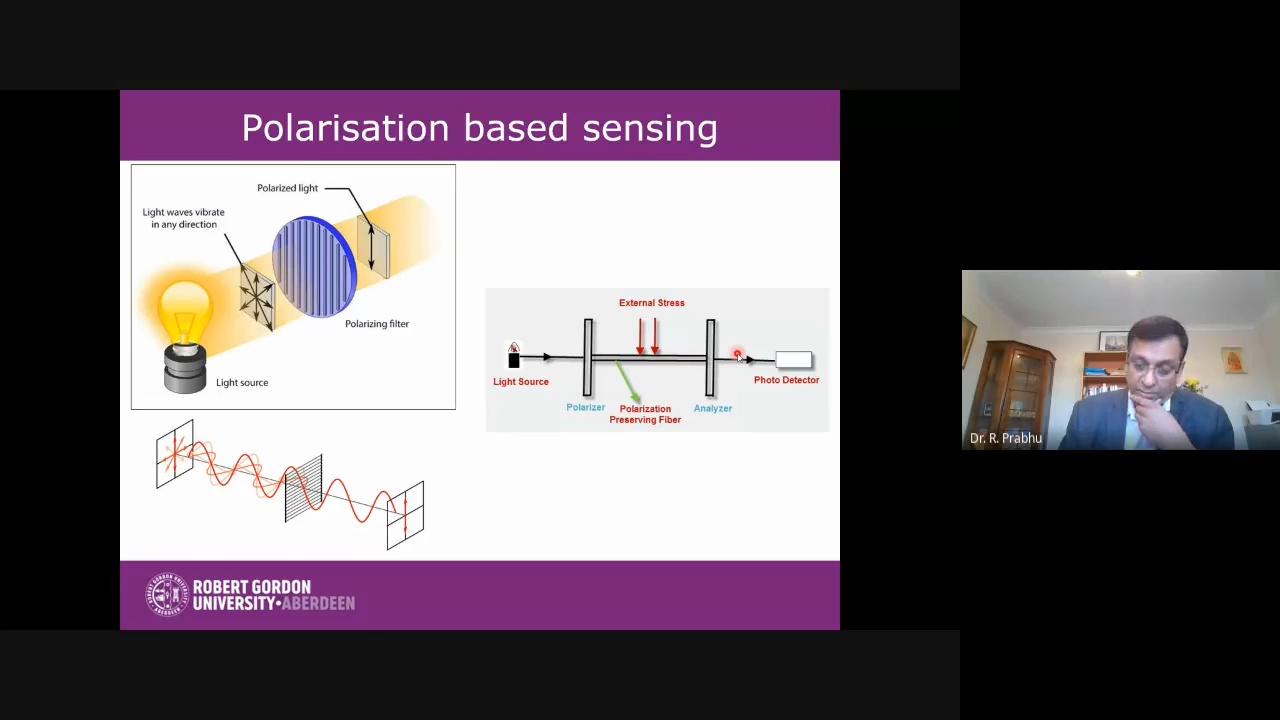 Polarisation based sensing
Polarized light
Light waves vibrate
in any direction
Polarizing filter
Light source
External Stress
Light Source
Photo Detector
Polarizer
Polarization
Preserving Fiber
Analyzer
Dr. R. Prabhu
ROBERT GORDON
UNIVERSITY•ABERDEEN